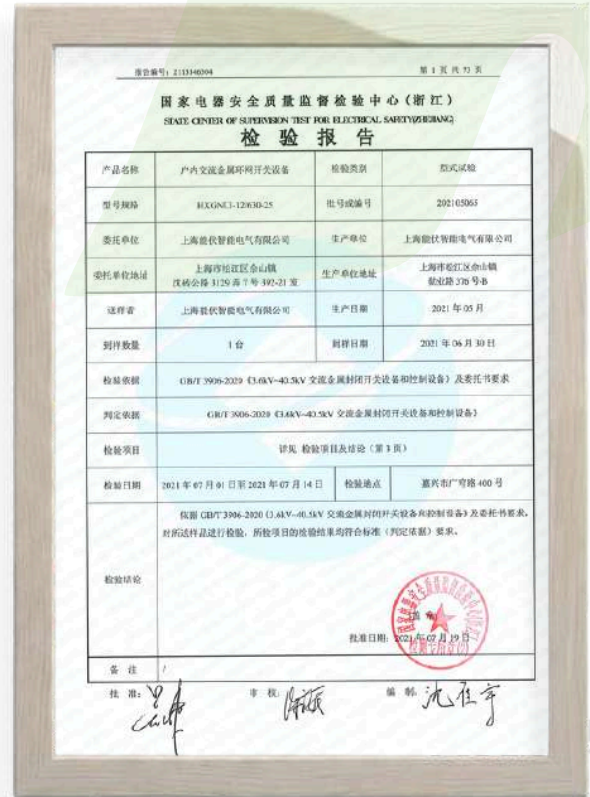 报告编号: 2113346304 第 1 页 共 73 页
国家电器安全质量监督检验中心(浙江)
STATE CENTER OF SUPERVISION TEST FOR ELECTRICAL SAFETY(ZHEJIANG)
检 验 报 告
产品名称 户内交流金属环网开关设备 检验类别 型式试验
型号规格 批号或编号 202105065
委托单位 上海能伏智能电气有限公司 生产单位 上海能伏智能电气有限公司
委托单位地址 上海市松江区佘山镇 生产单位地址 上海市松江区佘山镇
沈砖公路 3129 弄 7 号 392-21 室 业路 376 号-B
送样者 上海能伏智能电气有限公司 生产日期 2021 年 05 月
到样数量 1 台 到样日期 2021 年 06 月 30 日
检验依据 GB/T 3906-2020《3.6kV~40.5kV 交流金属封闭开关设备和控制设备》及委托书要求
判定依据 GB/T 3906-2020《3.6kV~40.5kV 交流金属封闭开关设备和控制设备》
检验项目 详见 检验项目及结论(第 3 页)
检验日期 2021 年 07 月 01 日至 2021 年 07 月 14 日 检验地点 嘉兴市广穹路 400 号
检验结论 依据 GB/T 3906-2020《3.6kV~40.5kV 交流金属封闭开关设备和控制设备》及委托书要求,
对所送样品进行检验,所检项目的检验结果均符合标准(判定依据)要求。
批准日期: 2021 年 07 月 19 日
备 注 /
批 准: 审 核: 编 制: